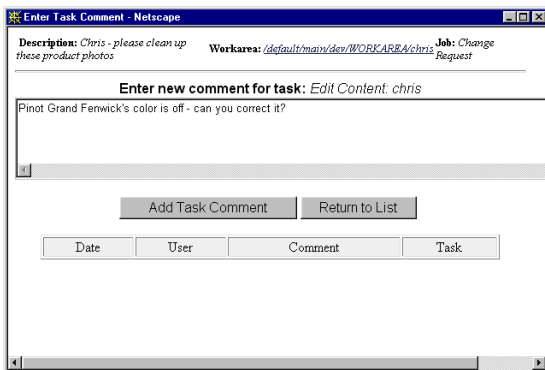 Enter Task Comment - Netscape
Description: Chris - please clean up these product photos
Workarea: /default/main/dev/WORKAREA/chris
Job: Change Request
Enter new comment for task: Edit Content: chris
Pinot Grand Fenwick's color is off - can you correct it?
Add Task Comment Return to List
Date User Comment Task